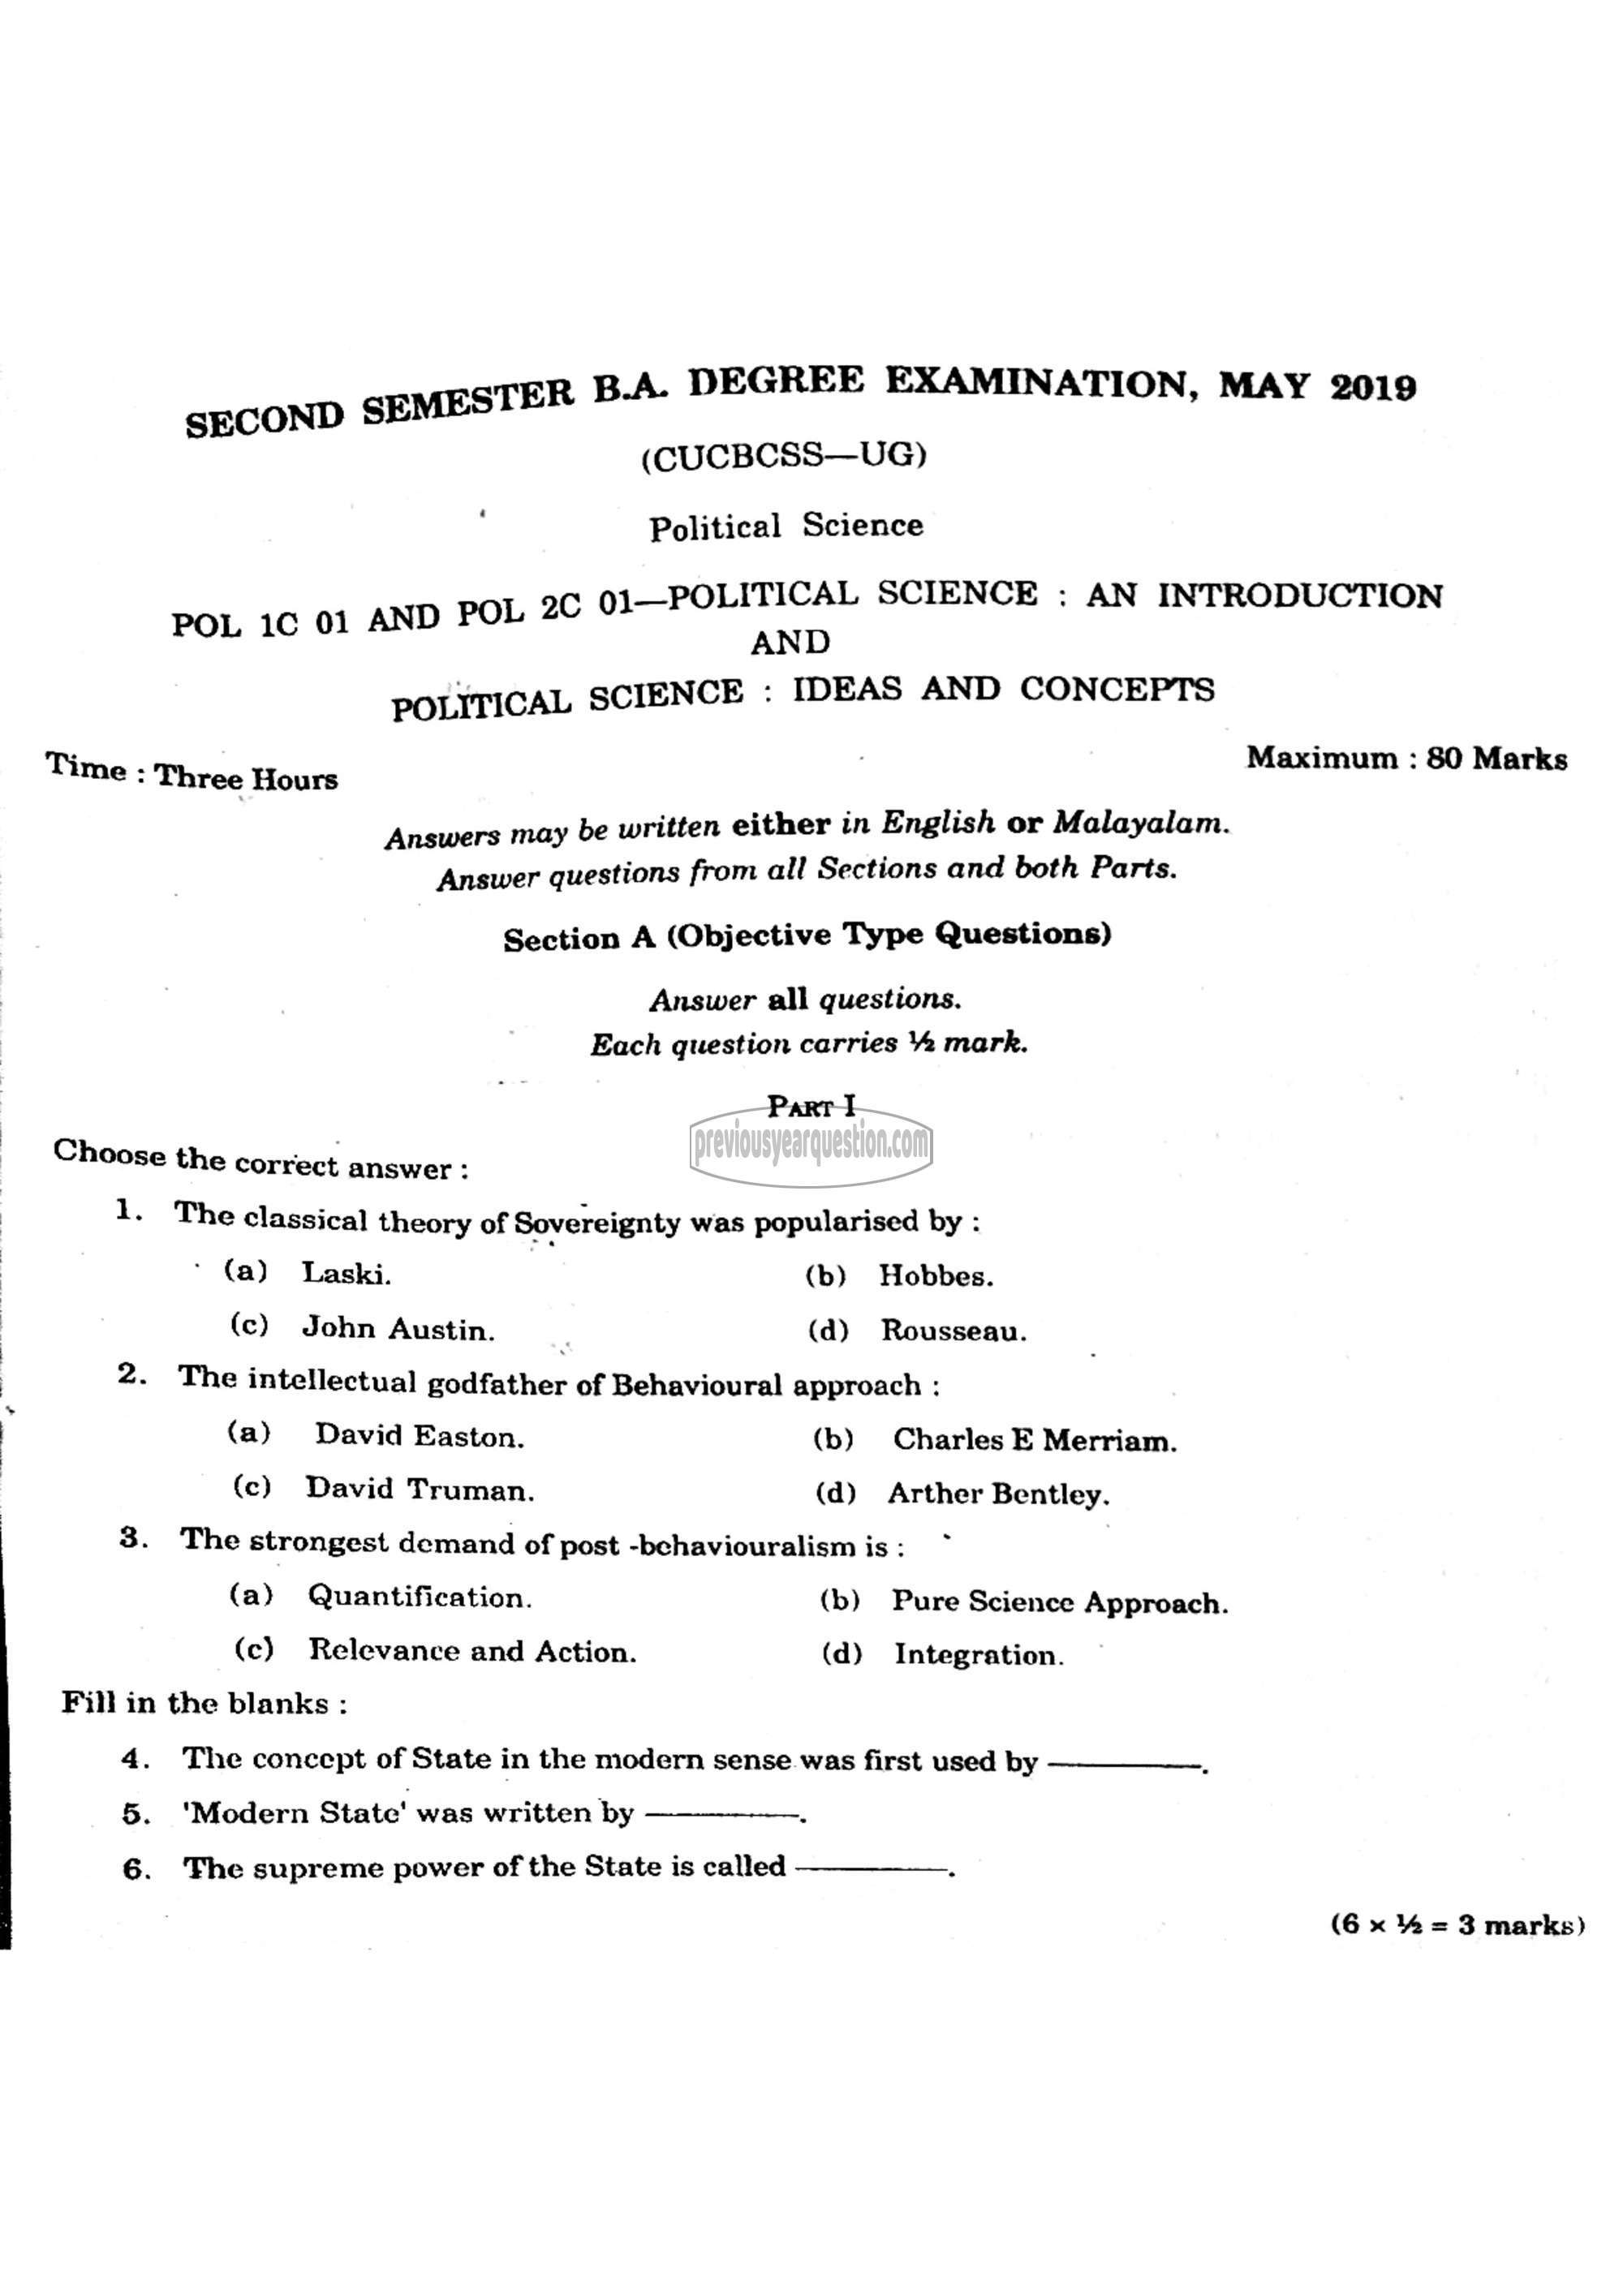 SECOND SEMESTER B.A. DEGREE EXAMINATION, MAY 2019
(CUCBCSS—UG)
Political Science
POL 1C 01 AND POL 2C 01—POLITICAL SCIENCE : AN INTRODUCTION
AND
POLITICAL SCIENCE : IDEAS AND CONCEPTS
Time : Three Hours Maximum : 80 Marks
Answers may be written either in English or Malayalam.
Answer questions from all Sections and both Parts.
Section A (Objective Type Questions)
Answer all questions.
Each question carries ½ mark.
PART I
previousyearquestion.com
Choose the correct answer :
1. The classical theory of Sovereignty was popularised by :
(a) Laski. (b) Hobbes.
(c) John Austin. (d) Rousseau.
2. The intellectual godfather of Behavioural approach :
(a) David Easton. (b) Charles E Merriam.
(c) David Truman. (d) Arther Bentley.
3. The strongest demand of post -behaviouralism is :
(a) Quantification. (b) Pure Science Approach.
(c) Relevance and Action. (d) Integration.
Fill in the blanks :
4. The concept of State in the modern sense was first used by ———.
5. 'Modern State' was written by ———.
6. The supreme power of the State is called ———.
(6 × ½ = 3 marks)